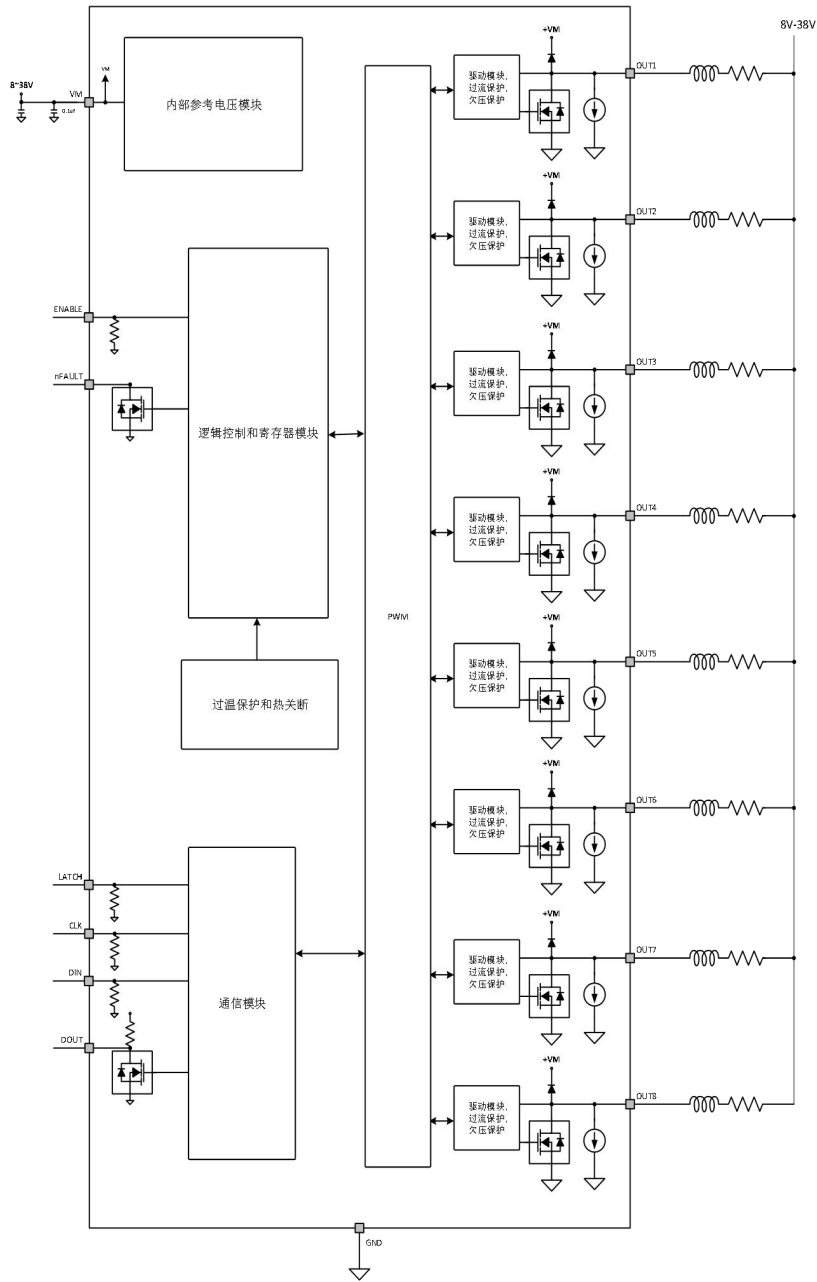 8V-38V
8~38V
VM
VM
0.1uF
内部参考电压模块
ENABLE
nFAULT
逻辑控制和寄存器模块
过温保护和热关断
LATCH
CLK
DIN
DOUT
通信模块
PWM
+VM
驱动模块,
过流保护,
欠压保护
OUT1
+VM
驱动模块,
过流保护,
欠压保护
OUT2
+VM
驱动模块,
过流保护,
欠压保护
OUT3
+VM
驱动模块,
过流保护,
欠压保护
OUT4
+VM
驱动模块,
过流保护,
欠压保护
OUT5
+VM
驱动模块,
过流保护,
欠压保护
OUT6
+VM
驱动模块,
过流保护,
欠压保护
OUT7
+VM
驱动模块,
过流保护,
欠压保护
OUT8
GND